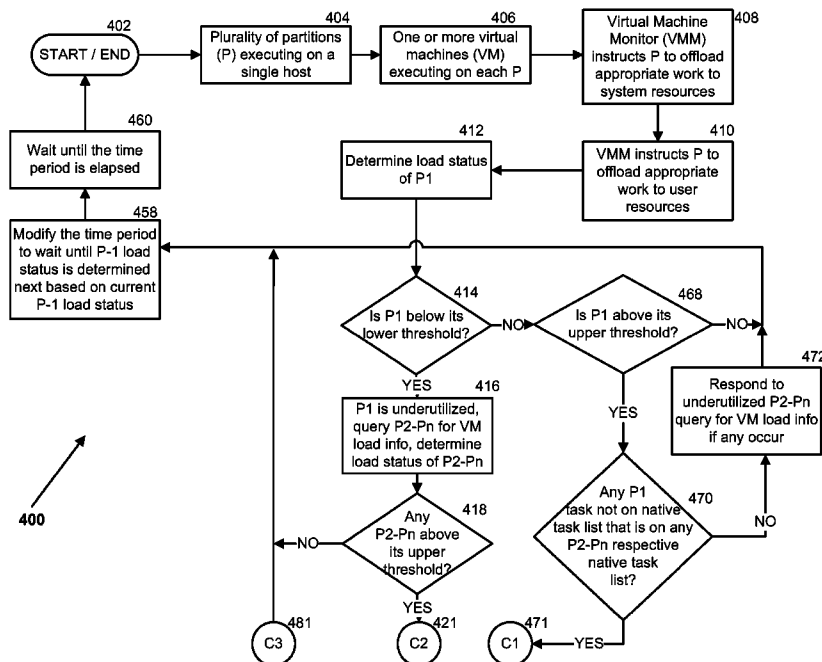 402
START / END
404
Plurality of partitions
(P) executing on a
single host
406
One or more virtual
machines (VM)
executing on each P
408
Virtual Machine
Monitor (VMM)
instructs P to offload
appropriate work to
system resources
410
VMM instructs P to
offload appropriate
work to user
resources
412
Determine load status
of P1
460
Wait until the time
period is elapsed
458
Modify the time period
to wait until P-1 load
status is determined
next based on current
P-1 load status
414
Is P1 below its
lower threshold?
NO
YES
468
Is P1 above its
upper threshold?
NO
YES
472
Respond to
underutilized P2-Pn
query for VM load info
if any occur
416
P1 is underutilized,
query P2-Pn for VM
load info, determine
load status of P2-Pn
418
Any
P2-Pn above
its upper
threshold?
NO
YES
470
Any P1
task not on native
task list that is on any
P2-Pn respective
native task
list?
NO
YES
400
481
C3
421
C2
471
C1